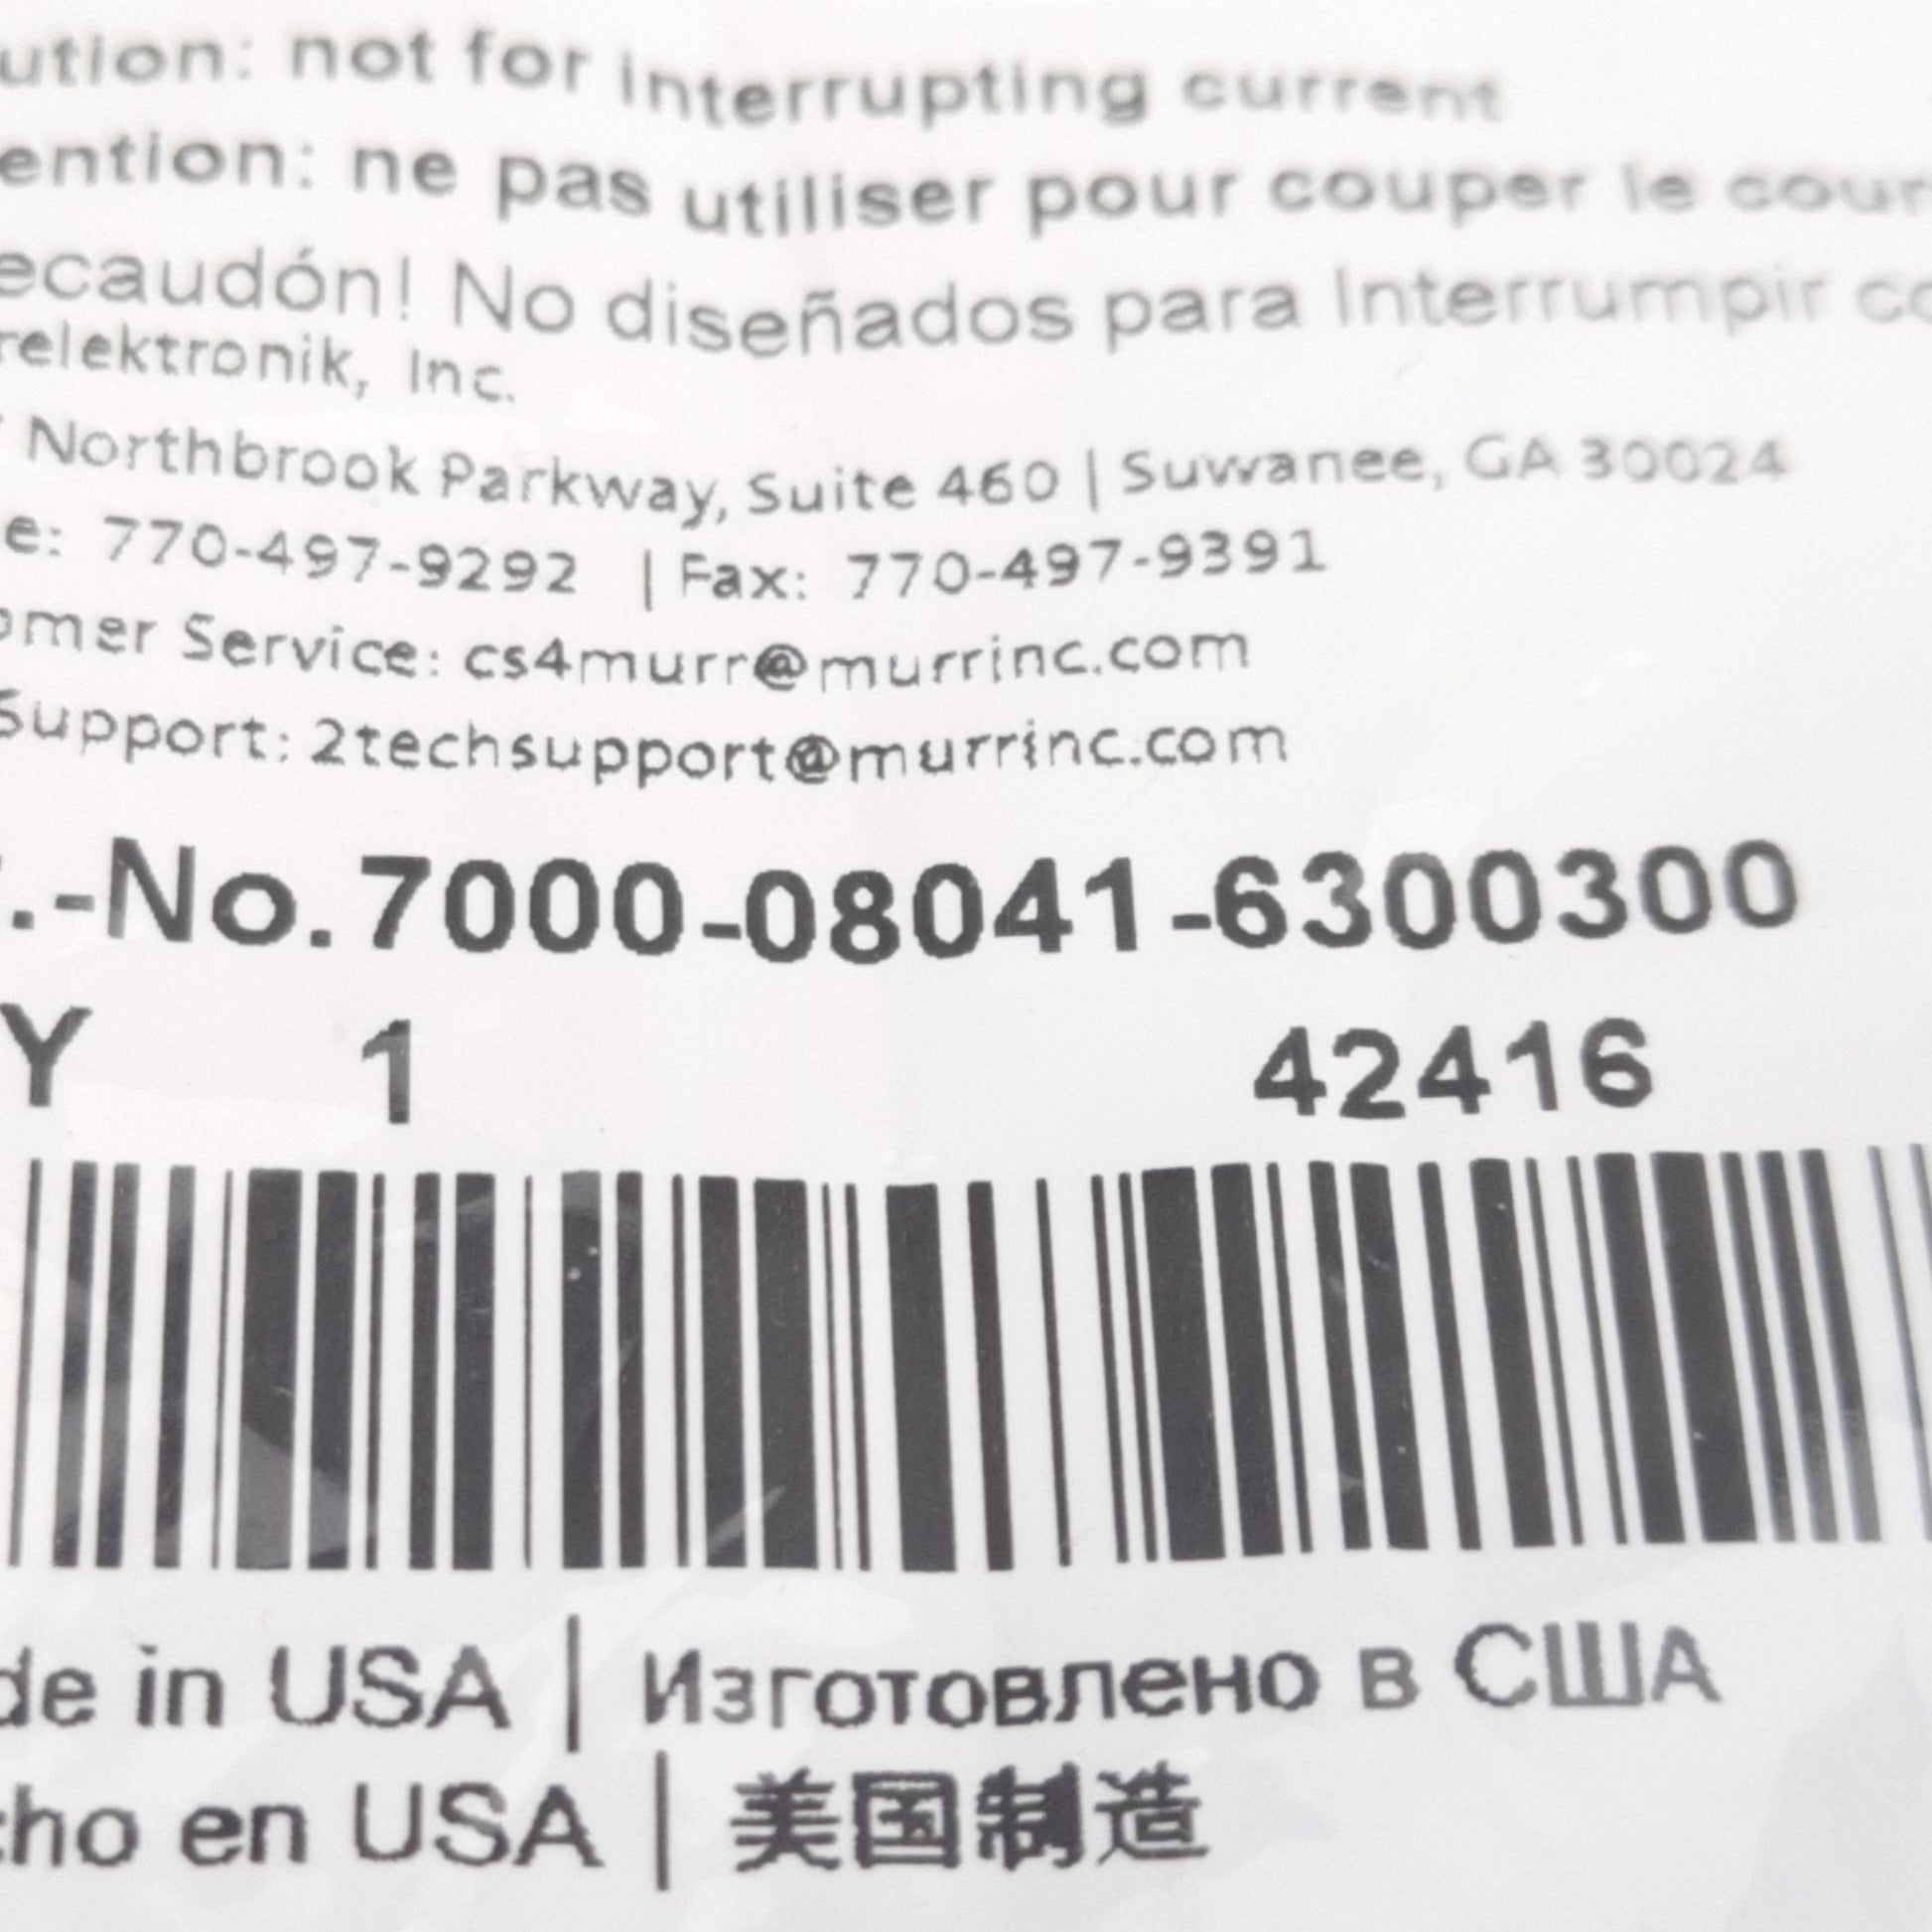 ution: not for interrupting current
ention: ne pas utiliser pour couper le cour
ecaudón! No diseñados para Interrumpir co
relektronik, Inc.
Northbrook Parkway, Suite 460 | Suwanee, GA 30024
e: 770-497-9292 | Fax: 770-497-9391
omer Service: cs4murr@murrinc.com
Support: 2techsupport@murrinc.com
.-No. 7000-08041-6300300
Y 1 42416
de in USA | Изготовлено в США
cho en USA | 美国制造